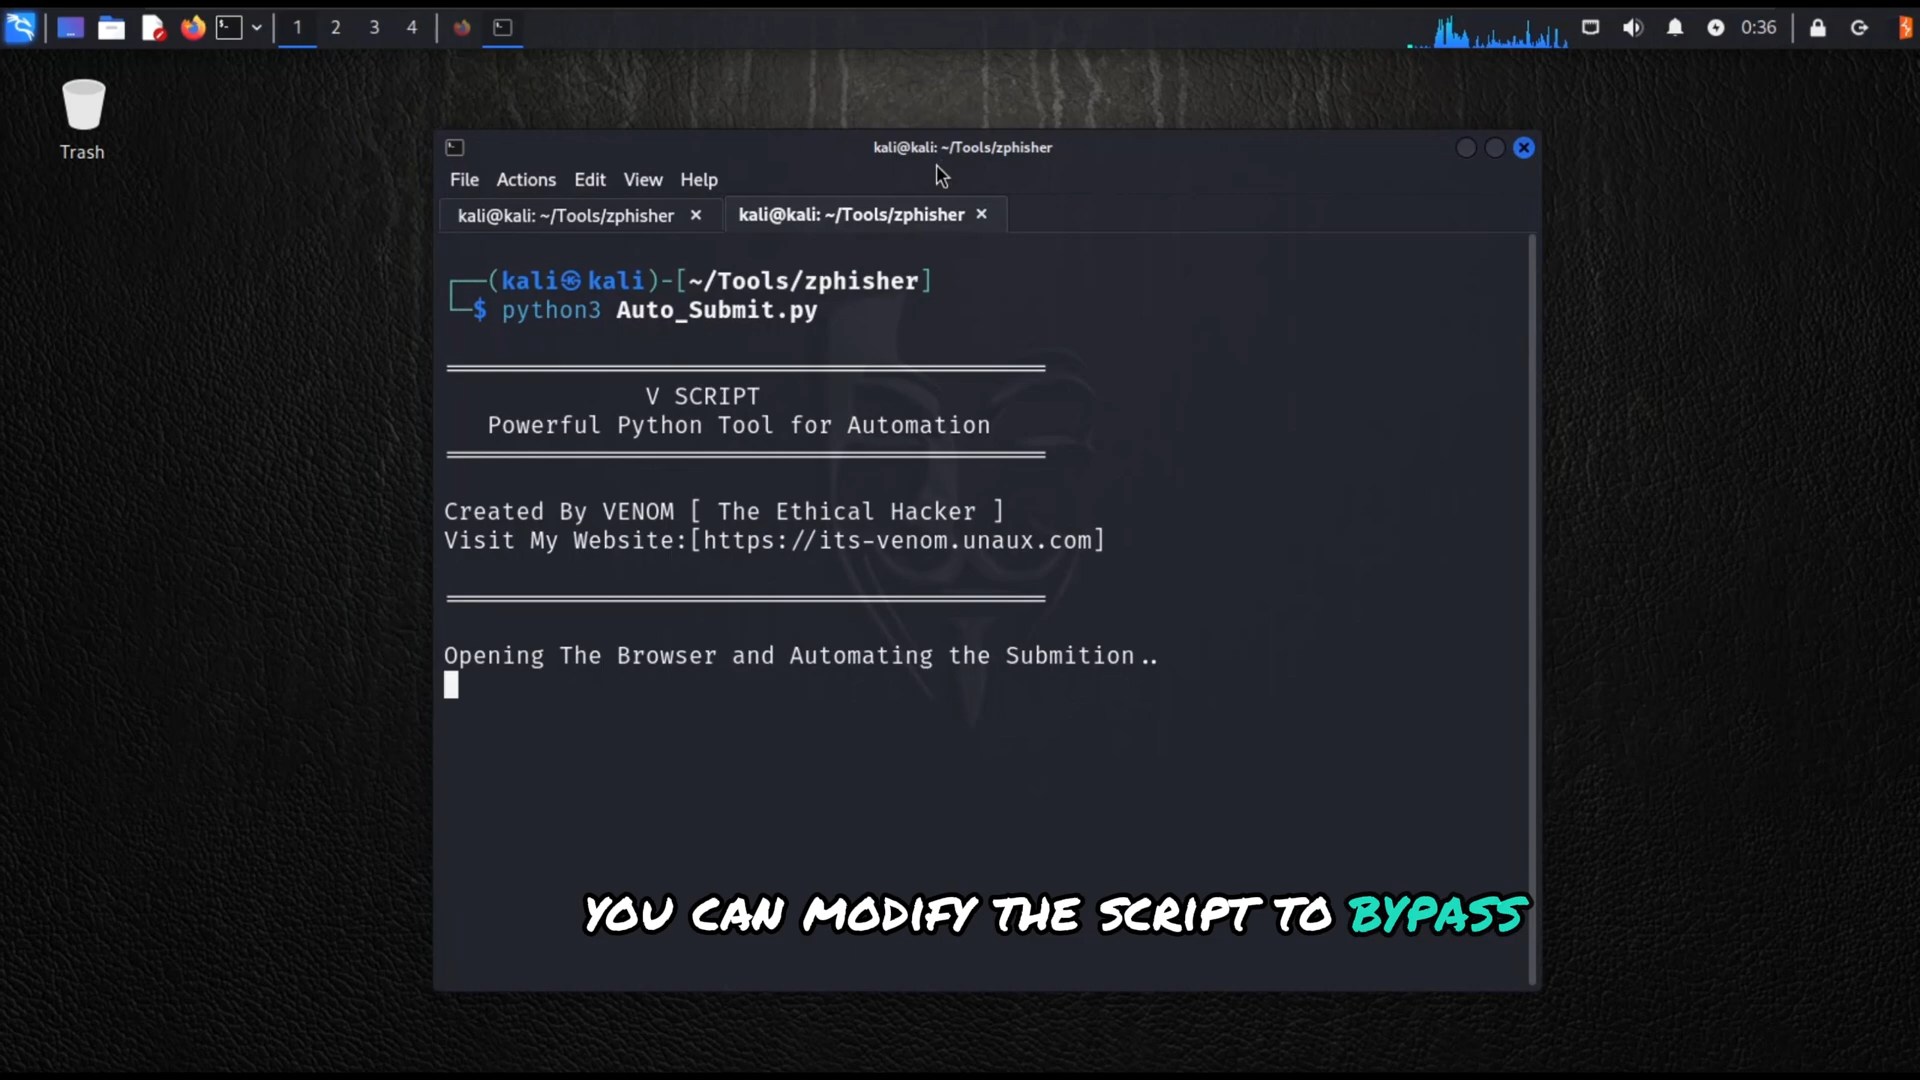 1 2 3 4
0:36
Trash
kali@kali: ~/Tools/zphisher
File Actions Edit View Help
kali@kali: ~/Tools/zphisher × kali@kali: ~/Tools/zphisher ×
(kali㉿kali)-[~/Tools/zphisher]
$ python3 Auto_Submit.py
V SCRIPT
Powerful Python Tool for Automation
Created By VENOM [ The Ethical Hacker ]
Visit My Website:[https://its-venom.unaux.com]
Opening The Browser and Automating the Submition..
YOU CAN MODIFY THE SCRIPT TO BYPASS